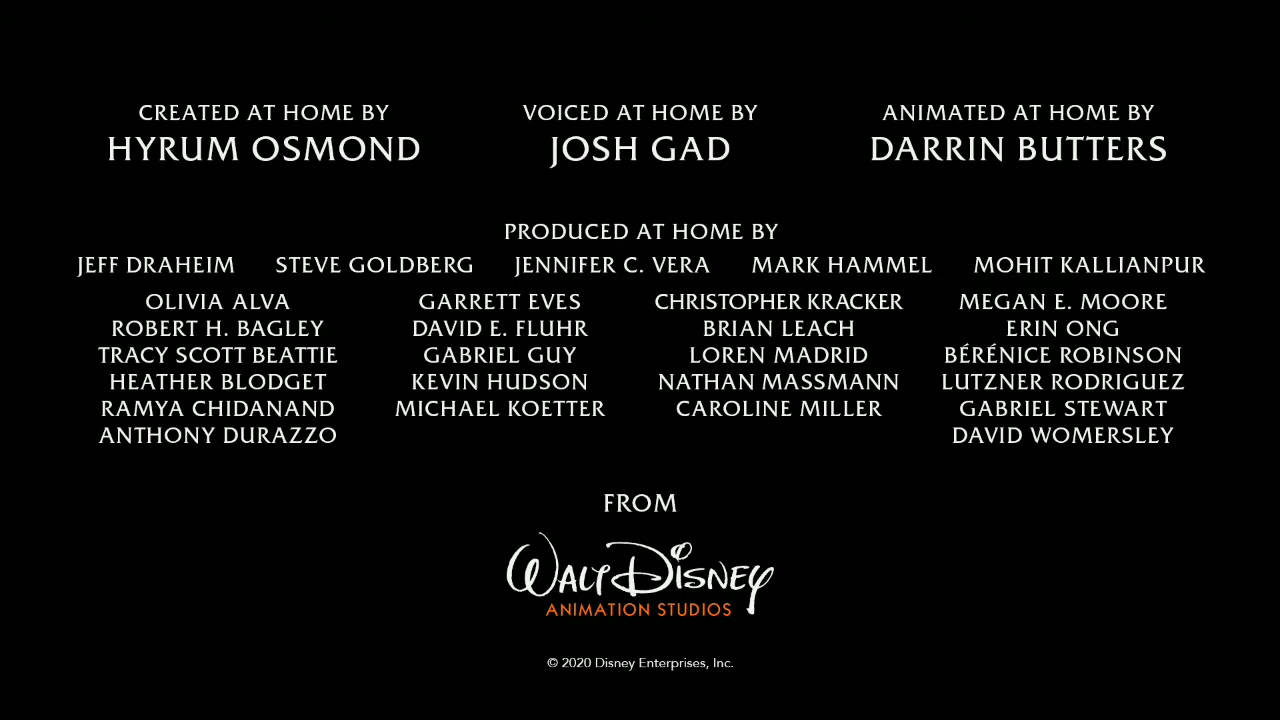 CREATED AT HOME BY VOICED AT HOME BY ANIMATED AT HOME BY
HYRUM OSMOND JOSH GAD DARRIN BUTTERS
PRODUCED AT HOME BY
JEFF DRAHEIM STEVE GOLDBERG JENNIFER C. VERA MARK HAMMEL MOHIT KALLIANPUR
OLIVIA ALVA GARRETT EVES CHRISTOPHER KRACKER MEGAN E. MOORE
ROBERT H. BAGLEY DAVID E. FLUHR BRIAN LEACH ERIN ONG
TRACY SCOTT BEATTIE GABRIEL GUY LOREN MADRID BÉRÉNICE ROBINSON
HEATHER BLODGET KEVIN HUDSON NATHAN MASSMANN LUTZNER RODRIGUEZ
RAMYA CHIDANAND MICHAEL KOETTER CAROLINE MILLER GABRIEL STEWART
ANTHONY DURAZZO DAVID WOMERSLEY
FROM
WALT DISNEY
ANIMATION STUDIOS
© 2020 Disney Enterprises, Inc.